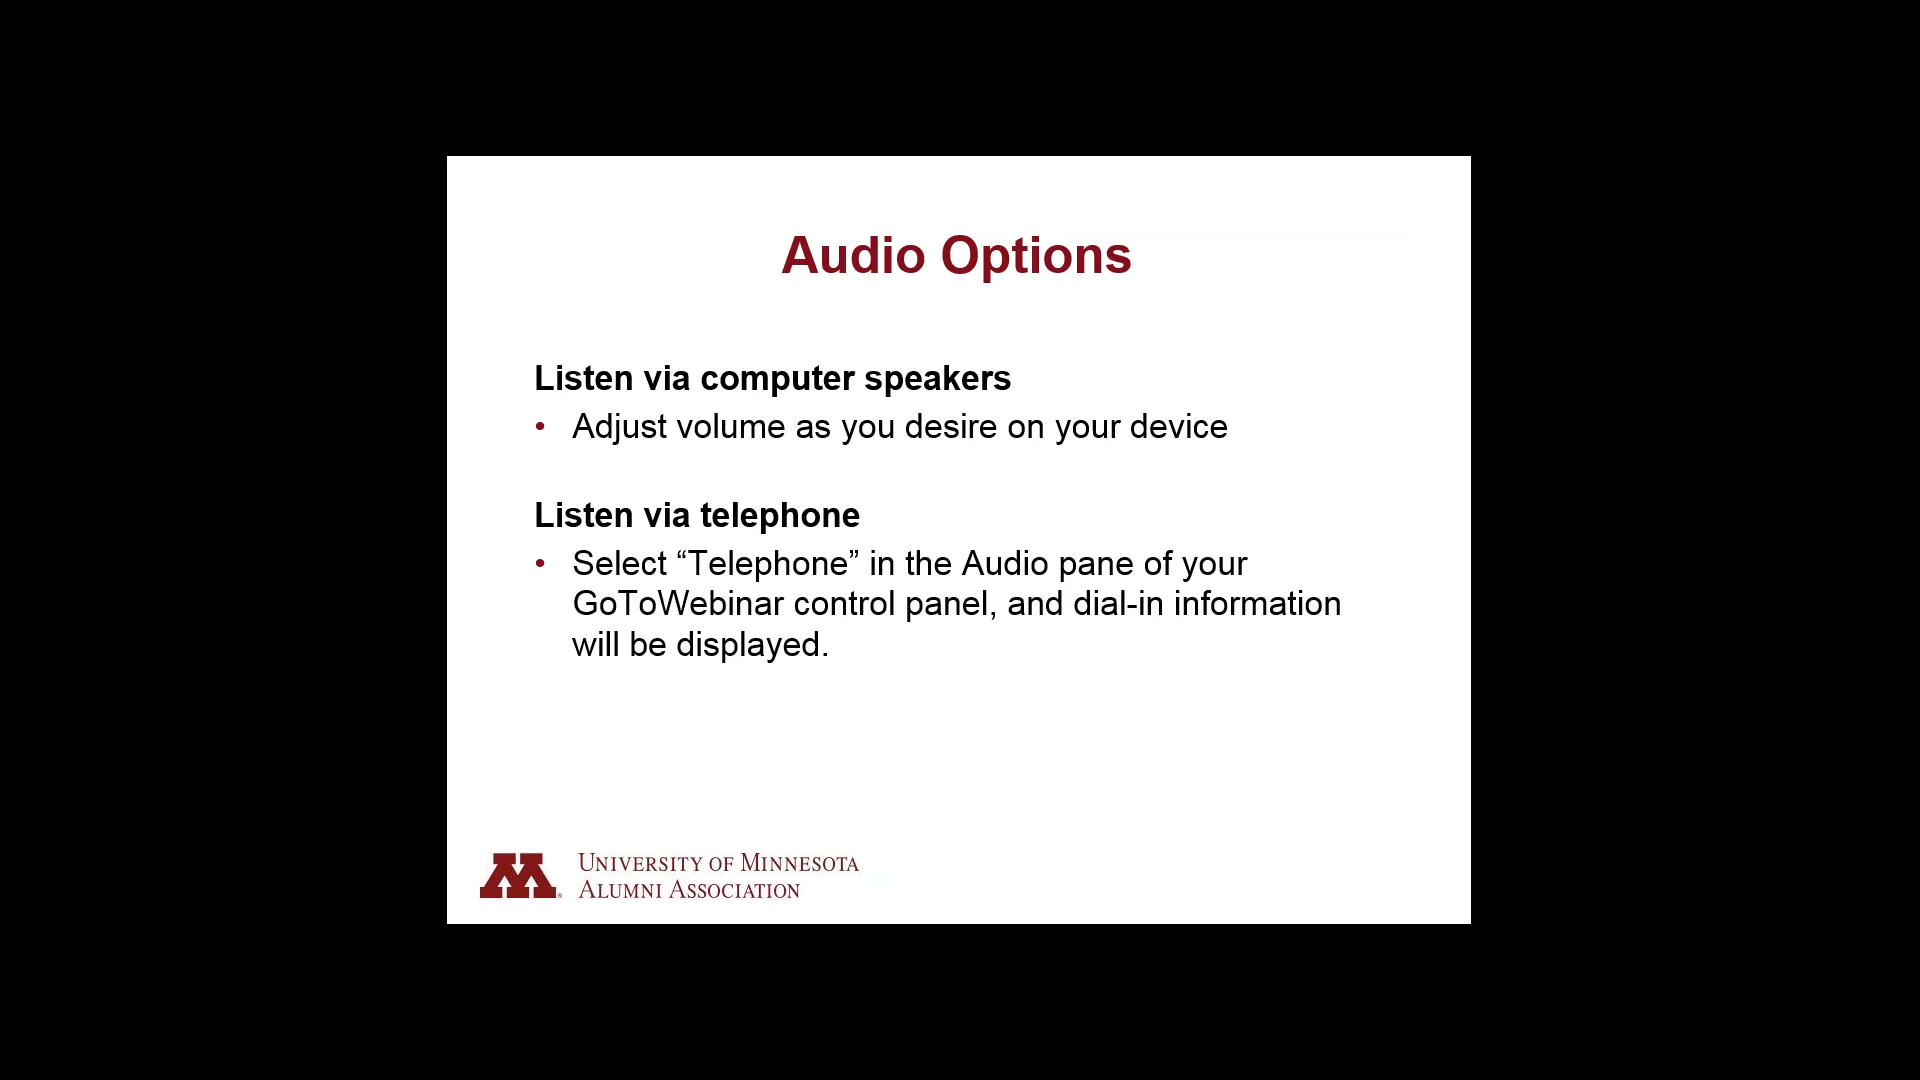 Audio Options
Listen via computer speakers
• Adjust volume as you desire on your device
Listen via telephone
• Select “Telephone” in the Audio pane of your
GoToWebinar control panel, and dial-in information
will be displayed.
M®
UNIVERSITY OF MINNESOTA
ALUMNI ASSOCIATION